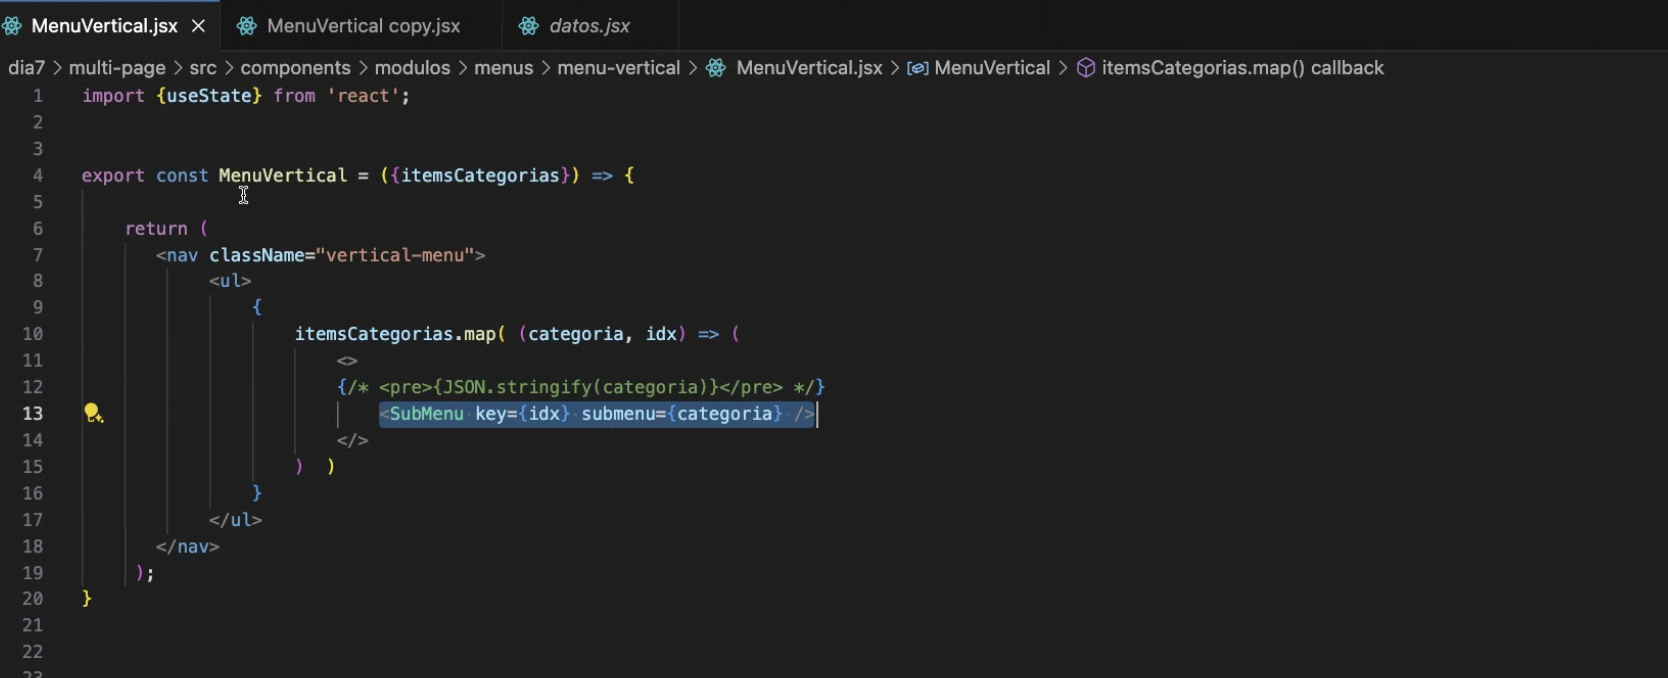 MenuVertical.jsx MenuVertical copy.jsx datos.jsx
dia7 > multi-page > src > components > modulos > menus > menu-vertical > MenuVertical.jsx > MenuVertical > itemsCategorias.map() callback
1 import {useState} from 'react';
2
3
4 export const MenuVertical = ({itemsCategorias}) => {
5
6 return (
7 <nav className="vertical-menu">
8 <ul>
9 {
10 itemsCategorias.map( (categoria, idx) => (
11 <>
12 {/* <pre>{JSON.stringify(categoria)}</pre> */}
13 <SubMenu key={idx} submenu={categoria} />
14 </>
15 ) )
16 }
17 </ul>
18 </nav>
19 );
20 }
21
22
23